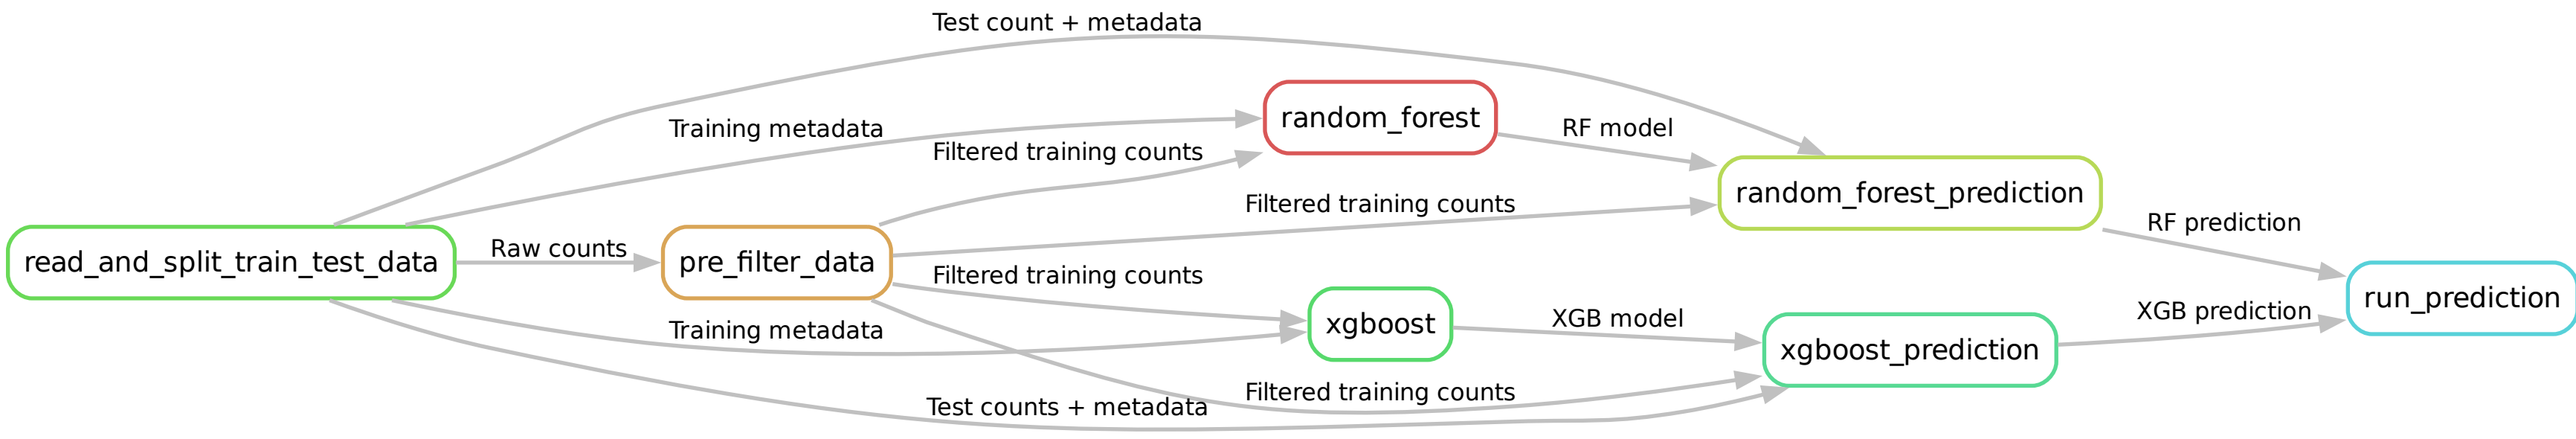 Test count + metadata
random_forest
Training metadata
RF model
Filtered training counts
random_forest_prediction
Filtered training counts
RF prediction
read_and_split_train_test_data
Raw counts
pre_filter_data
Filtered training counts
run_prediction
xgboost
XGB model
XGB prediction
Training metadata
xgboost_prediction
Filtered training counts
Test counts + metadata